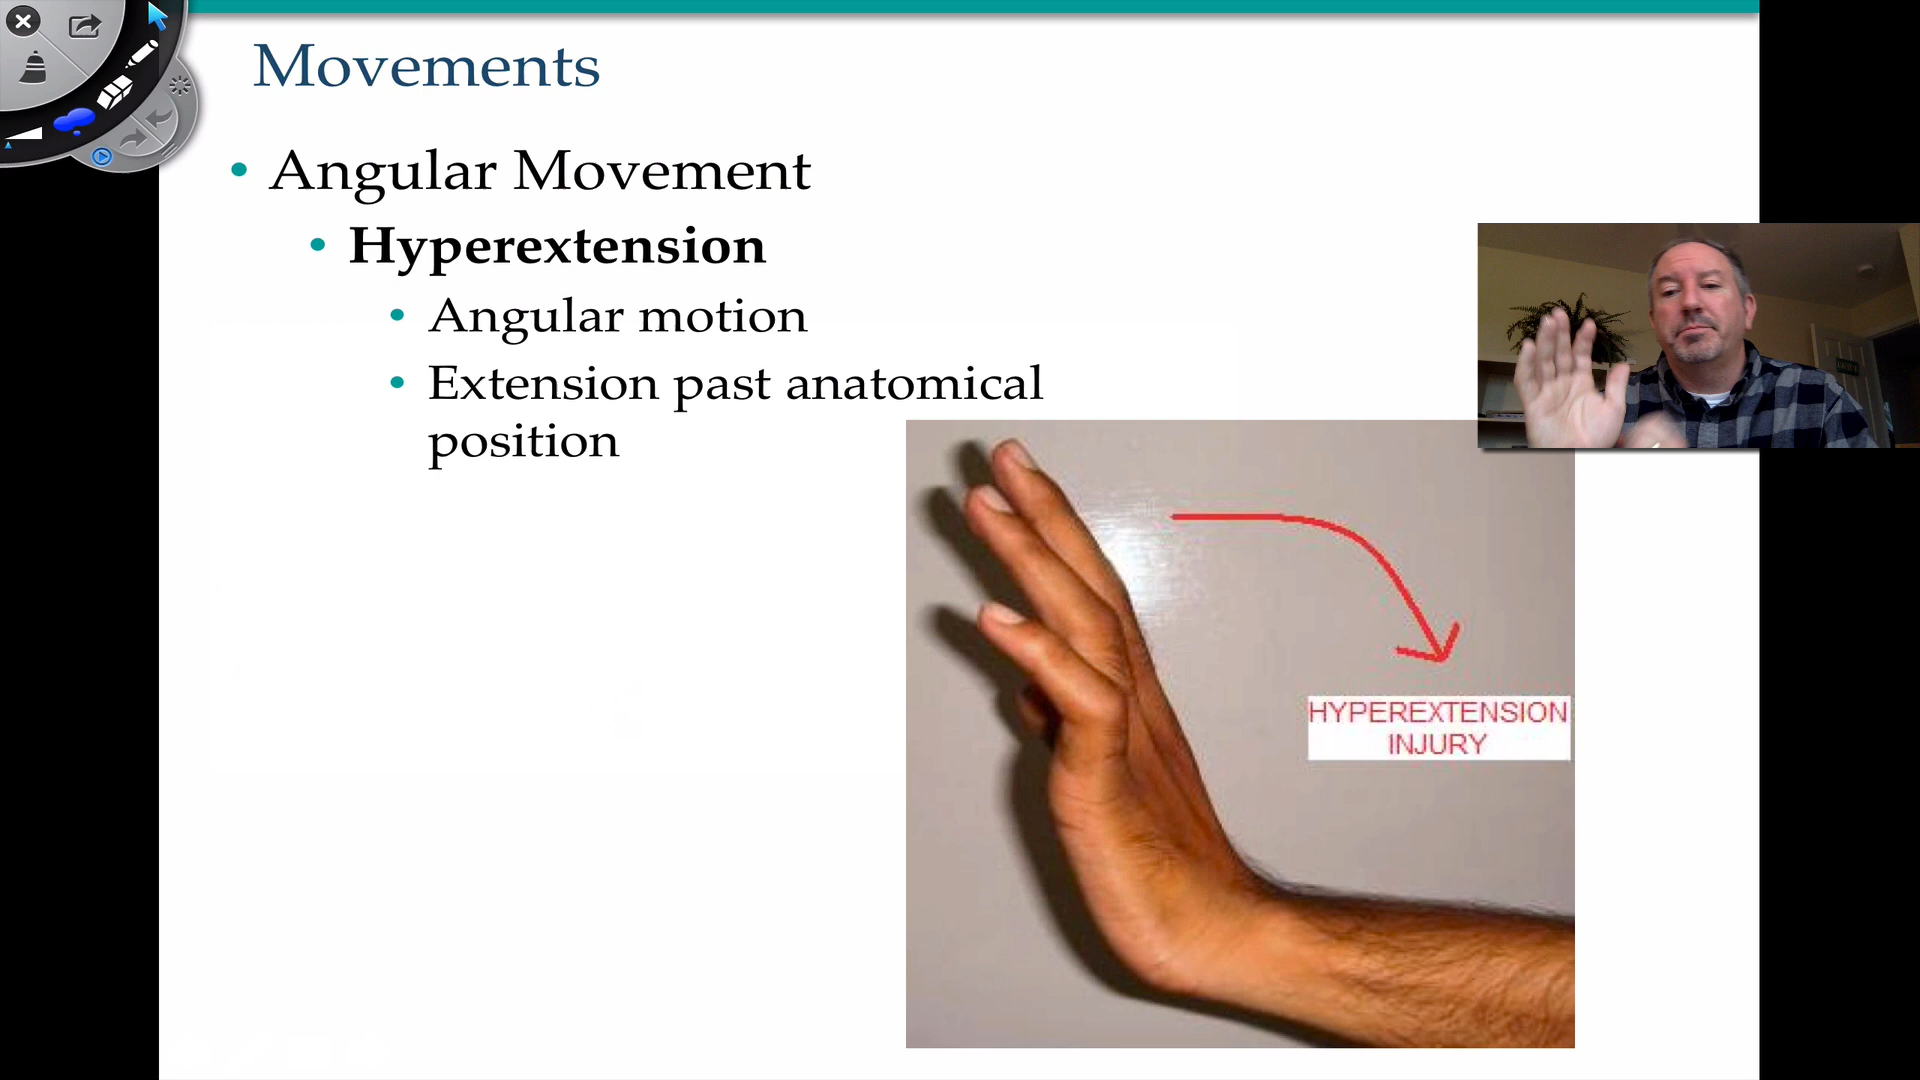 Movements
Angular Movement
Hyperextension
Angular motion
Extension past anatomical
position
HYPEREXTENSION
INJURY